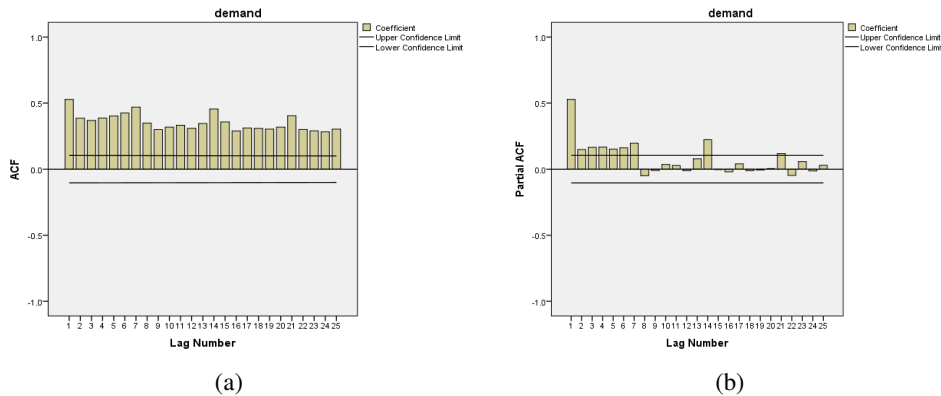 demand
Coefficient
Upper Confidence Limit
Lower Confidence Limit
1.0
0.5
0.0
-0.5
-1.0
ACF
1 2 3 4 5 6 7 8 9 10 11 12 13 14 15 16 17 18 19 20 21 22 23 24 25
Lag Number
(a)
demand
Coefficient
Upper Confidence Limit
Lower Confidence Limit
1.0
0.5
0.0
-0.5
-1.0
Partial ACF
1 2 3 4 5 6 7 8 9 10 11 12 13 14 15 16 17 18 19 20 21 22 23 24 25
Lag Number
(b)